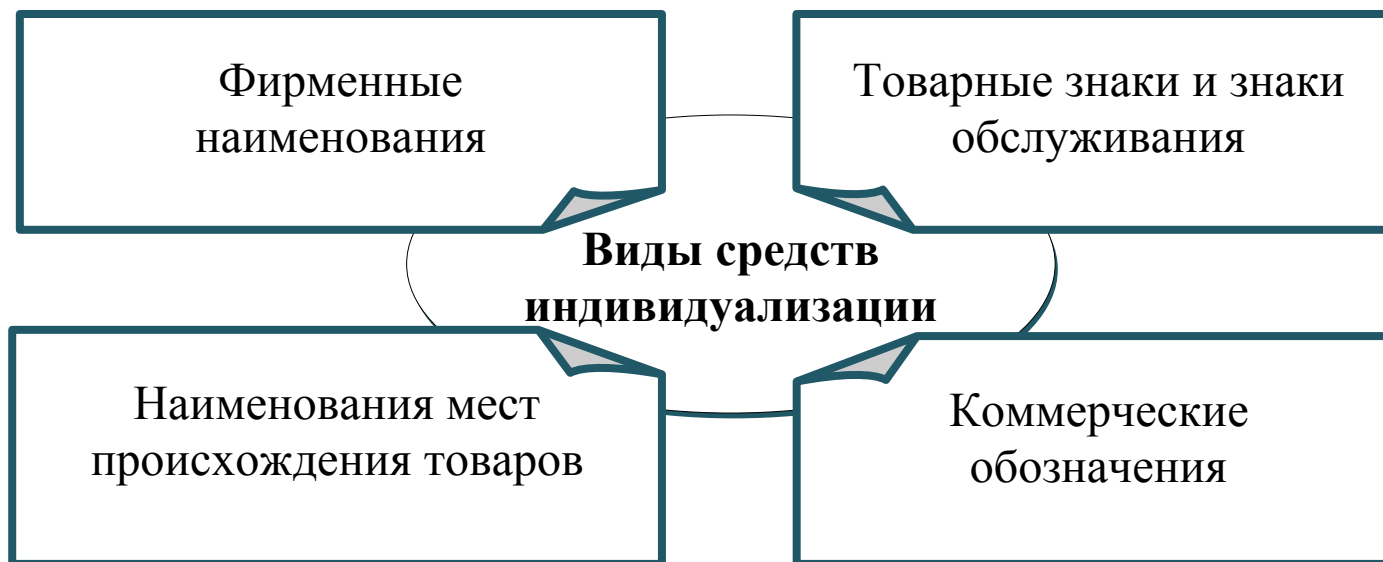 Фирменные
наименования
Товарные знаки и знаки
обслуживания
Виды средств
индивидуализации
Наименования мест
происхождения товаров
Коммерческие
обозначения